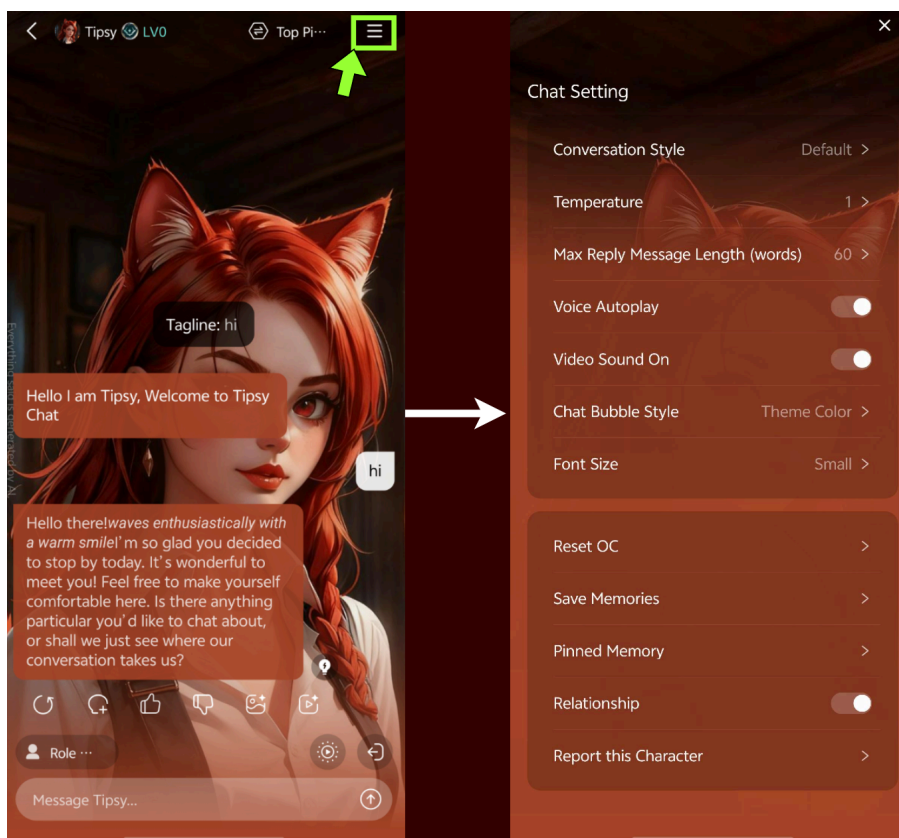 Tipsy LV0
Top Pi···
Tagline: hi
Hello I am Tipsy, Welcome to Tipsy
Chat
hi
Hello there!waves enthusiastically with
a warm smileI'm so glad you decided
to stop by today. It's wonderful to
meet you! Feel free to make yourself
comfortable here. Is there anything
particular you'd like to chat about,
or shall we just see where our
conversation takes us?
Role ···
Message Tipsy...
Chat Setting
Conversation Style Default >
Temperature 1 >
Max Reply Message Length (words) 60 >
Voice Autoplay
Video Sound On
Chat Bubble Style Theme Color >
Font Size Small >
Reset OC >
Save Memories >
Pinned Memory >
Relationship
Report this Character >